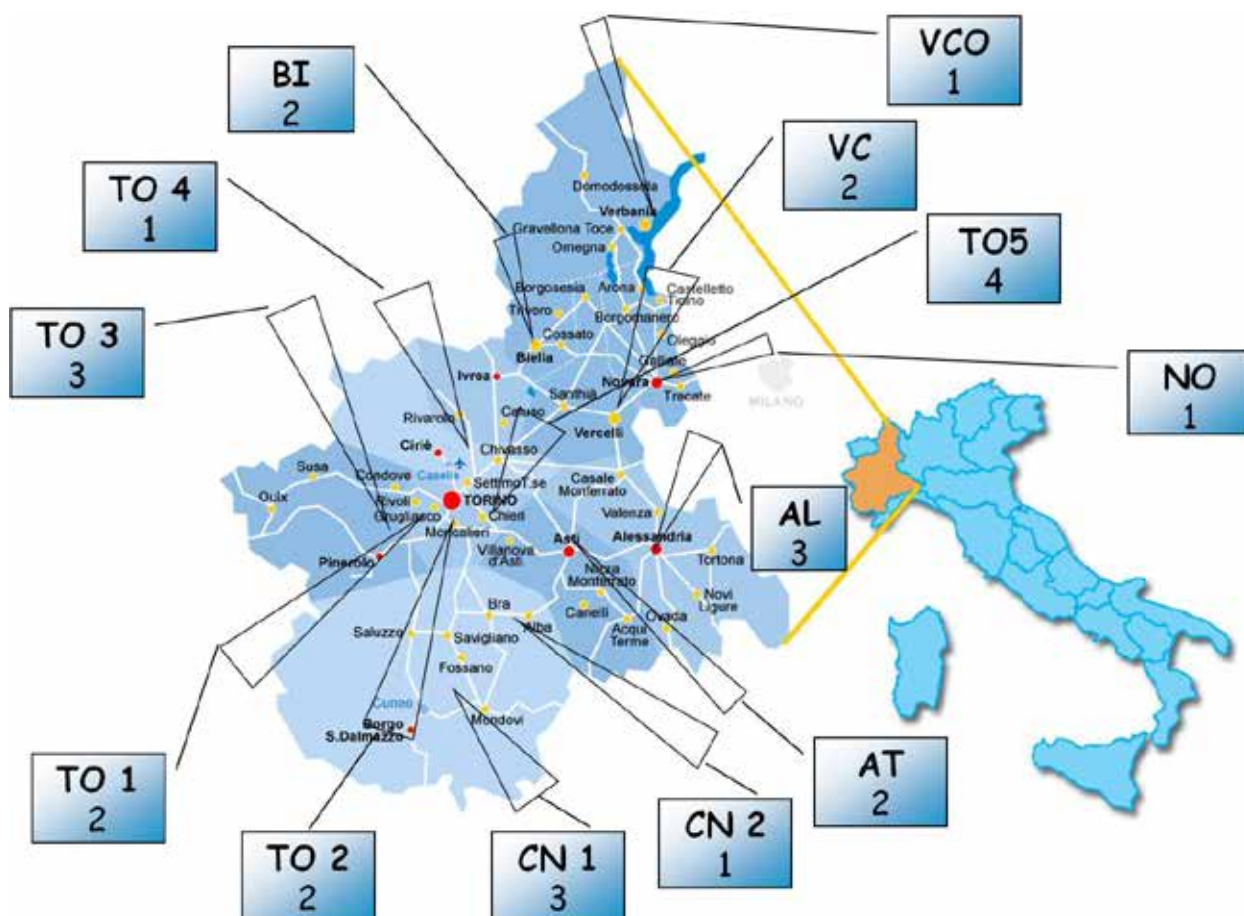 VCO
1
BI
2
VC
2
TO 4
1
TO5
4
TO 3
3
NO
1
AL
3
AT
2
CN 2
1
CN 1
3
TO 2
2
TO 1
2
Domodossola
Verbania
Gravellona Toce
Omegna
Arona
Castelletto
Ticino
Borgosesia
Borgomanero
Trivero
Cossato
Oleggio
Biella
Galliate
Ivrea
Novara
Trecate
MILANO
Santhià
Caluso
Rivarolo
Vercelli
Ciriè
Chivasso
Caselle
Susa
Condove
Settimo T.se
Casale
Monferrato
Oulx
Rivoli
TORINO
Grugliasco
Chieri
Valenza
Moncalieri
Asti
Alessandria
Villanova
d'Asti
Tortona
Pinerolo
Nizza
Monferrato
Novi
Ligure
Canelli
Ovada
Bra
Alba
Acqui
Terme
Saluzzo
Savigliano
Fossano
Cuneo
Mondovì
Borgo
S.Dalmazzo